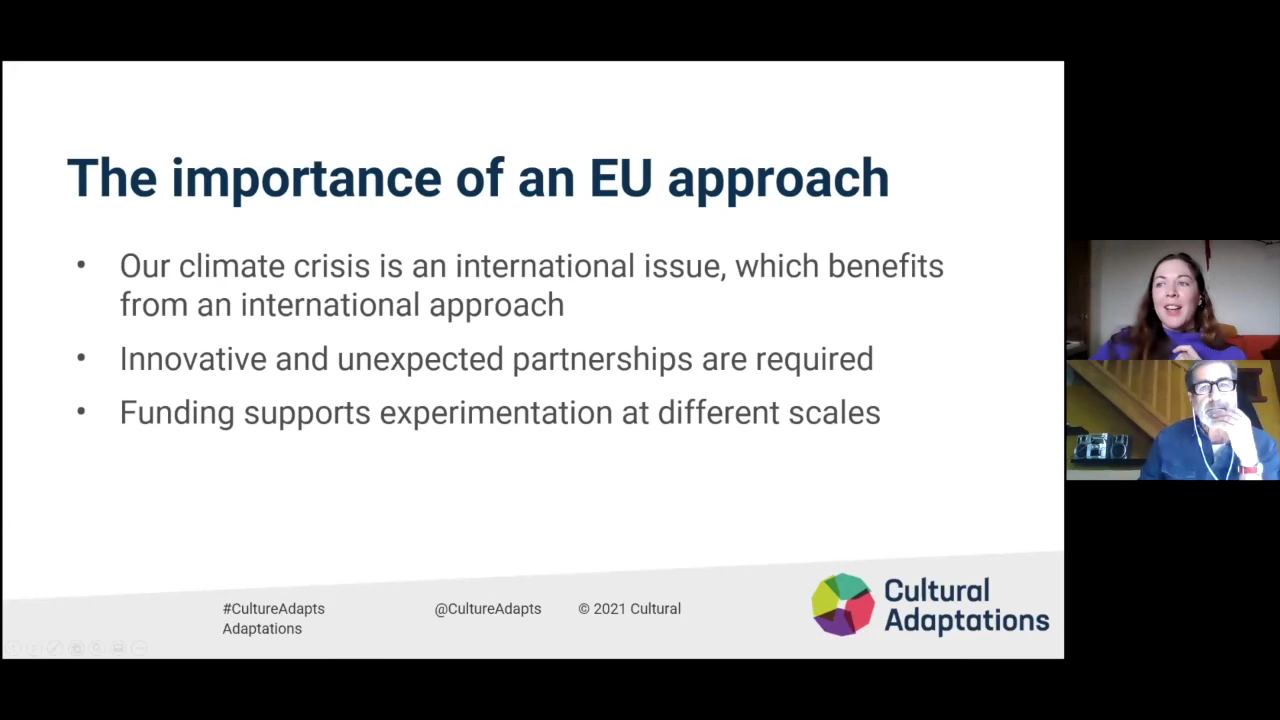 The importance of an EU approach
• Our climate crisis is an international issue, which benefits
from an international approach
• Innovative and unexpected partnerships are required
• Funding supports experimentation at different scales
#CultureAdapts @CultureAdapts © 2021 Cultural
Adaptations
Cultural
Adaptations